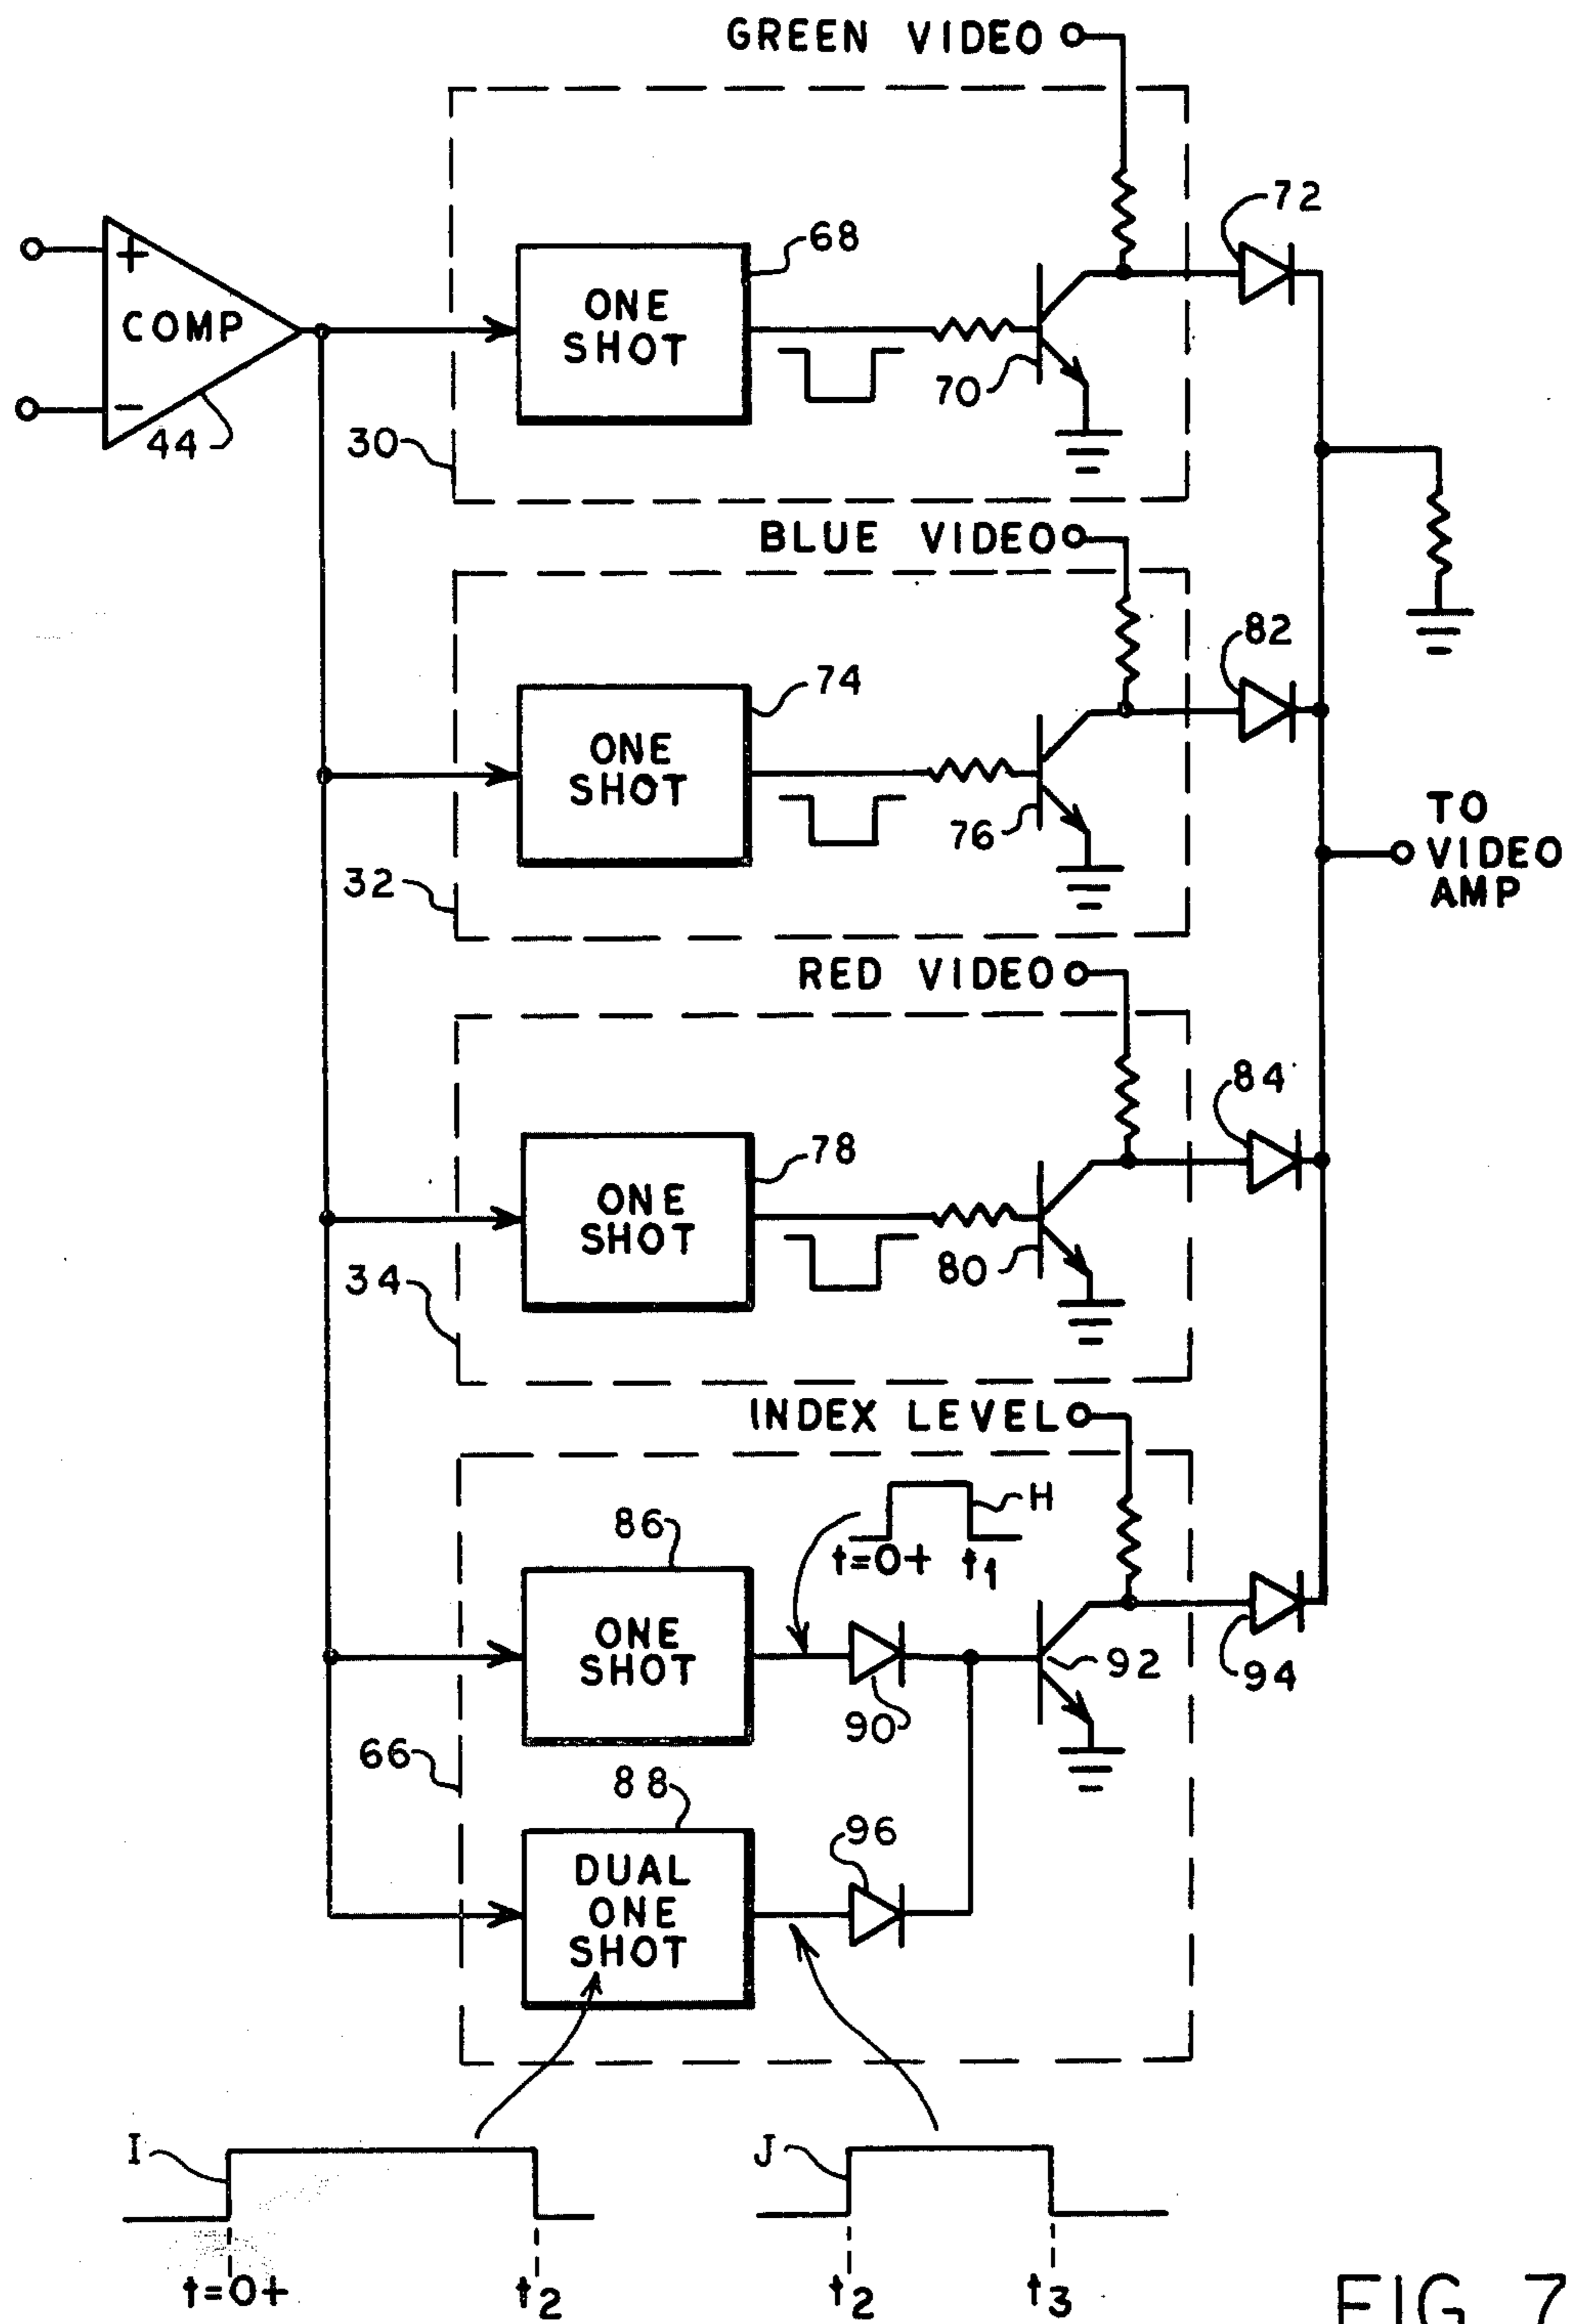 GREEN VIDEO
72
68
+
COMP
ONE
SHOT
-
44
70
30
BLUE VIDEO
82
74
ONE
SHOT
76
TO
VIDEO
AMP
32
RED VIDEO
84
78
ONE
SHOT
80
34
INDEX LEVEL
H
86
t=0+ t1
ONE
SHOT
92
94
90
66
88
96
DUAL
ONE
SHOT
I
J
t=0+
t2
t2
t3
FIG 7